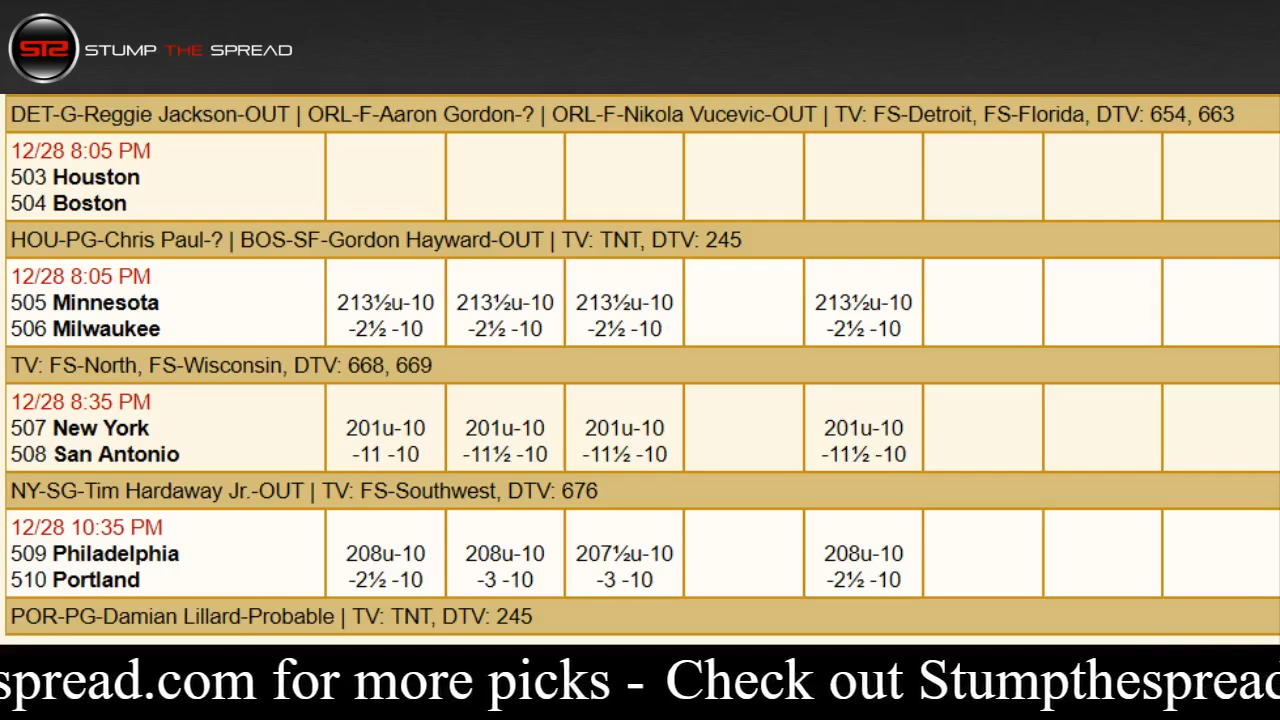 STS STUMP THE SPREAD
DET-G-Reggie Jackson-OUT | ORL-F-Aaron Gordon-? | ORL-F-Nikola Vucevic-OUT | TV: FS-Detroit, FS-Florida, DTV: 654, 663
12/28 8:05 PM
503 Houston
504 Boston
HOU-PG-Chris Paul-? | BOS-SF-Gordon Hayward-OUT | TV: TNT, DTV: 245
12/28 8:05 PM
505 Minnesota 213½u-10 213½u-10 213½u-10 213½u-10
506 Milwaukee -2½ -10 -2½ -10 -2½ -10 -2½ -10
TV: FS-North, FS-Wisconsin, DTV: 668, 669
12/28 8:35 PM
507 New York 201u-10 201u-10 201u-10 201u-10
508 San Antonio -11 -10 -11½ -10 -11½ -10 -11½ -10
NY-SG-Tim Hardaway Jr.-OUT | TV: FS-Southwest, DTV: 676
12/28 10:35 PM
509 Philadelphia 208u-10 208u-10 207½u-10 208u-10
510 Portland -2½ -10 -3 -10 -3 -10 -2½ -10
POR-PG-Damian Lillard-Probable | TV: TNT, DTV: 245
spread.com for more picks - Check out Stumpthespread